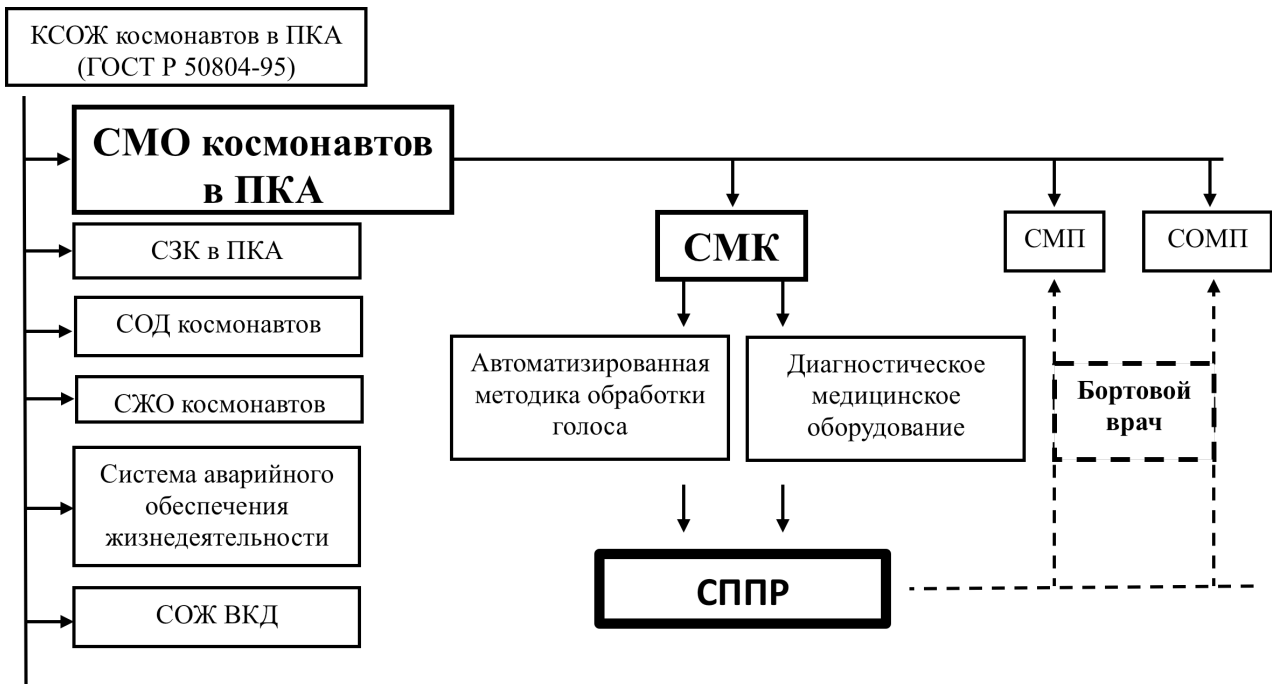 КСОЖ космонавтов в ПКА
(ГОСТ Р 50804-95)
СМО космонавтов
в ПКА
СЗК в ПКА
СОД космонавтов
СЖО космонавтов
Система аварийного
обеспечения
жизнедеятельности
СОЖ ВКД
СМК
СМП
СОМП
Автоматизированная
методика обработки
голоса
Диагностическое
медицинское
оборудование
Бортовой
врач
СППР